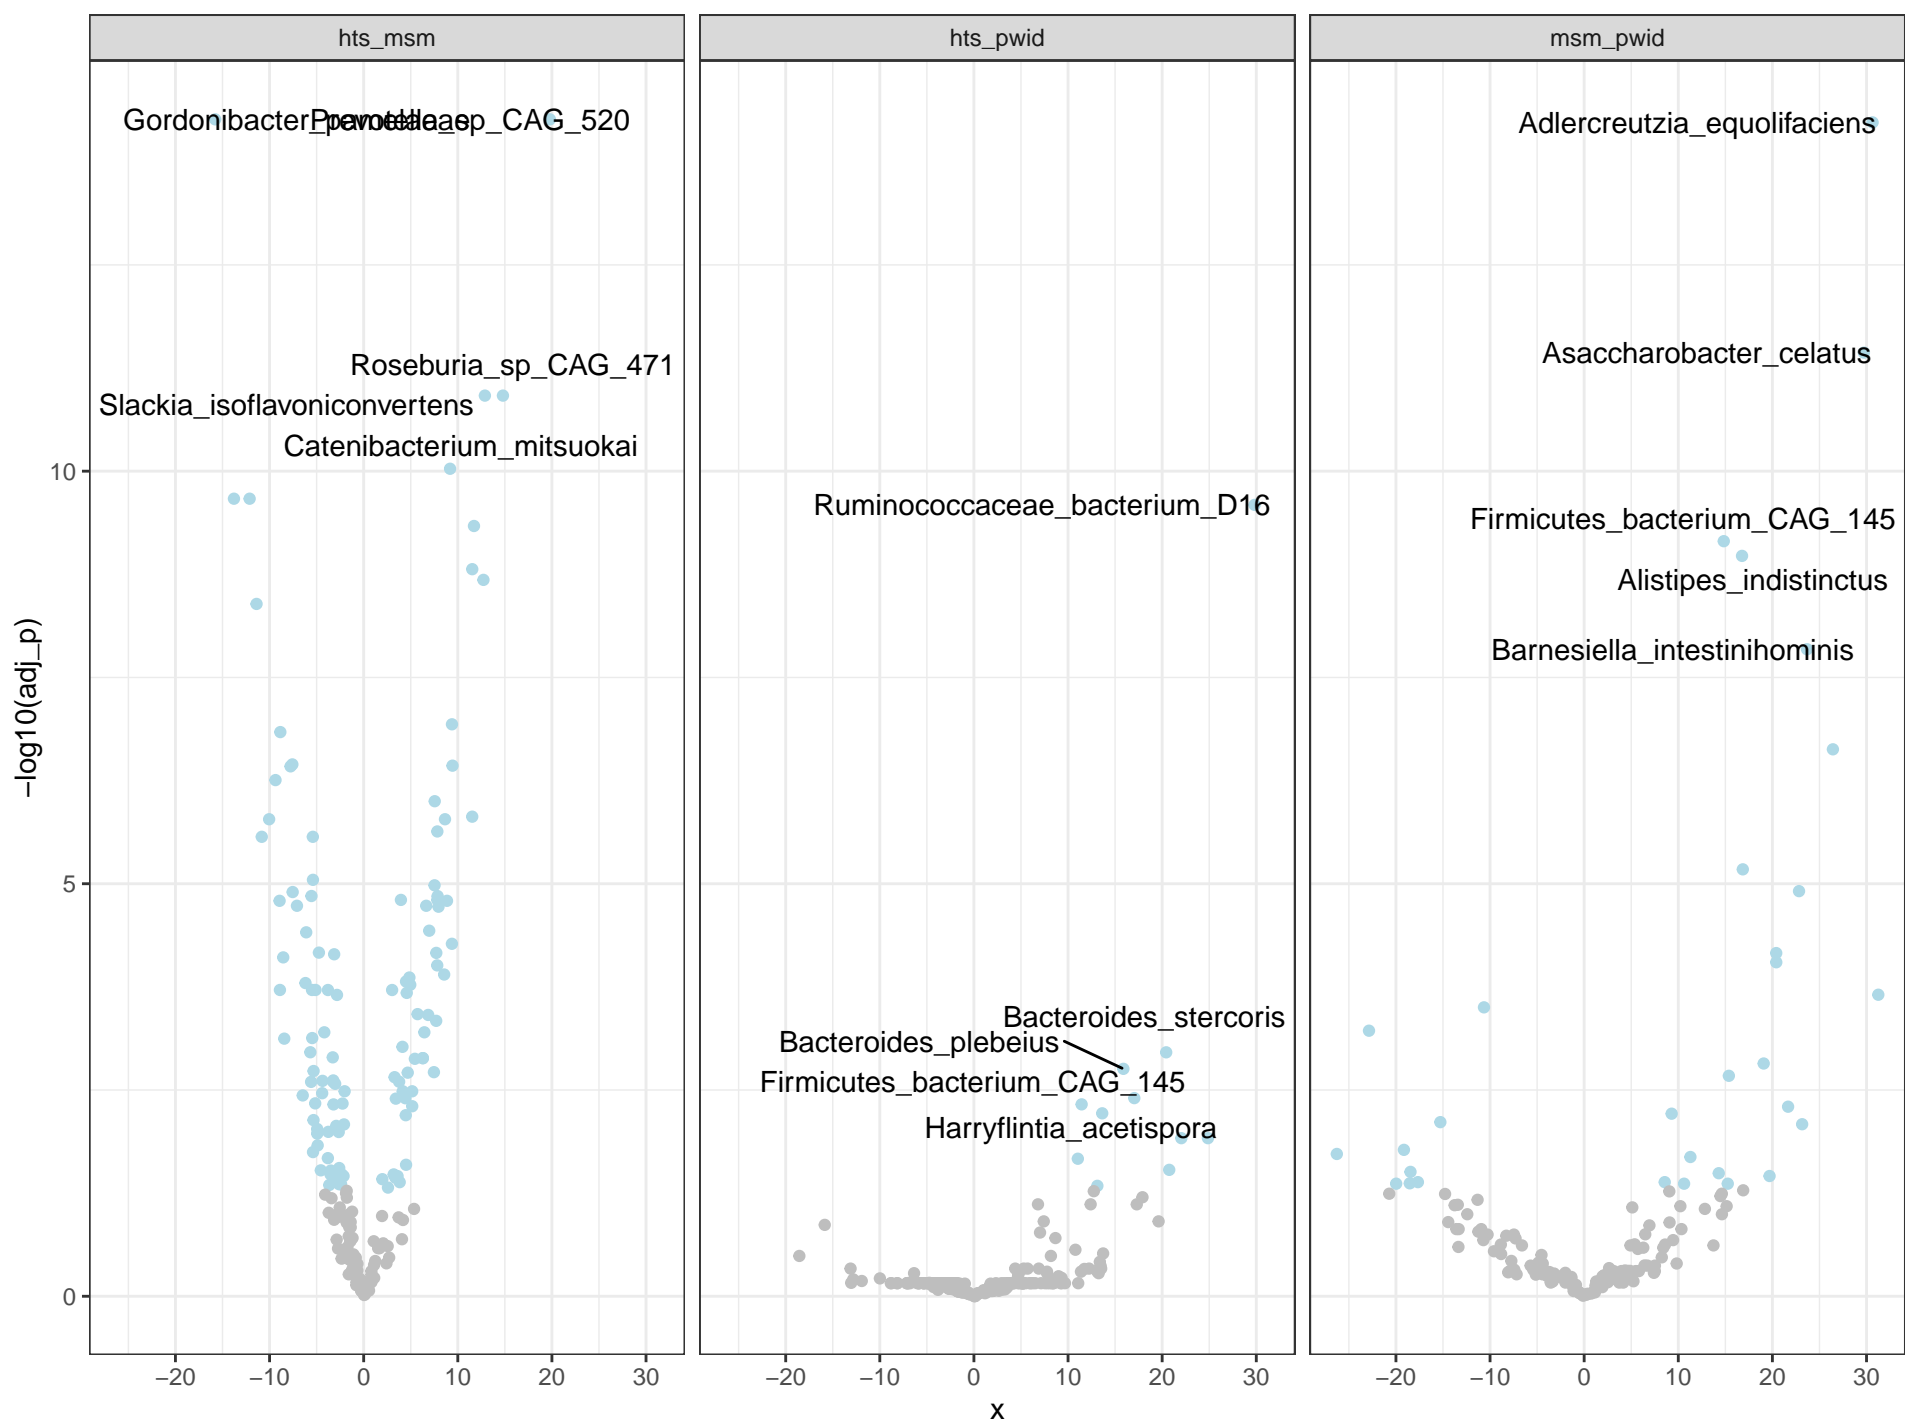 hts_msm
hts_pwid
msm_pwid
Gordonibacter_pamelaeae
Prevotella_sp_CAG_520
Roseburia_sp_CAG_471
Slackia_isoflavoniconvertens
Catenibacterium_mitsuokai
Ruminococcaceae_bacterium_D16
Bacteroides_stercoris
Bacteroides_plebeius
Firmicutes_bacterium_CAG_145
Harryflintia_acetispora
Adlercreutzia_equolifaciens
Asaccharobacter_celatus
Firmicutes_bacterium_CAG_145
Alistipes_indistinctus
Barnesiella_intestinihominis
−log10(adj_p)
10
5
0
−20 −10 0 10 20 30
−20 −10 0 10 20 30
−20 −10 0 10 20 30
x